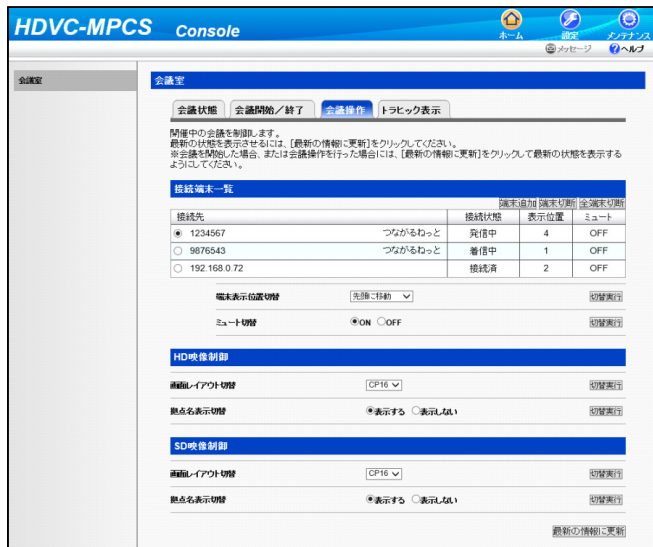 HDVC-MPCS Console
ホーム 設定 メンテナンス
メッセージ ?ヘルプ
会議室
会議室
会議状態 会議開始／終了 会議操作 トラヒック表示
開催中の会議を制御します。
最新の状態を表示させるには、[最新の情報に更新]をクリックしてください。
※会議を開始した場合、または会議操作を行った場合には、[最新の情報に更新]をクリックして最新の状態を表示する
ようにしてください。
接続端末一覧
端末追加 端末切断 全端末切断
接続先 接続状態 表示位置 ミュート
1234567 つながるねっと 発信中 4 OFF
9876543 つながるねっと 着信中 1 OFF
192.168.0.72 接続済 2 OFF
端末表示位置切替 先頭に移動 切替実行
ミュート切替 ON OFF 切替実行
HD映像制御
画面レイアウト切替 CP16 切替実行
拠点名表示切替 表示する 表示しない 切替実行
SD映像制御
画面レイアウト切替 CP16 切替実行
拠点名表示切替 表示する 表示しない 切替実行
最新の情報に更新